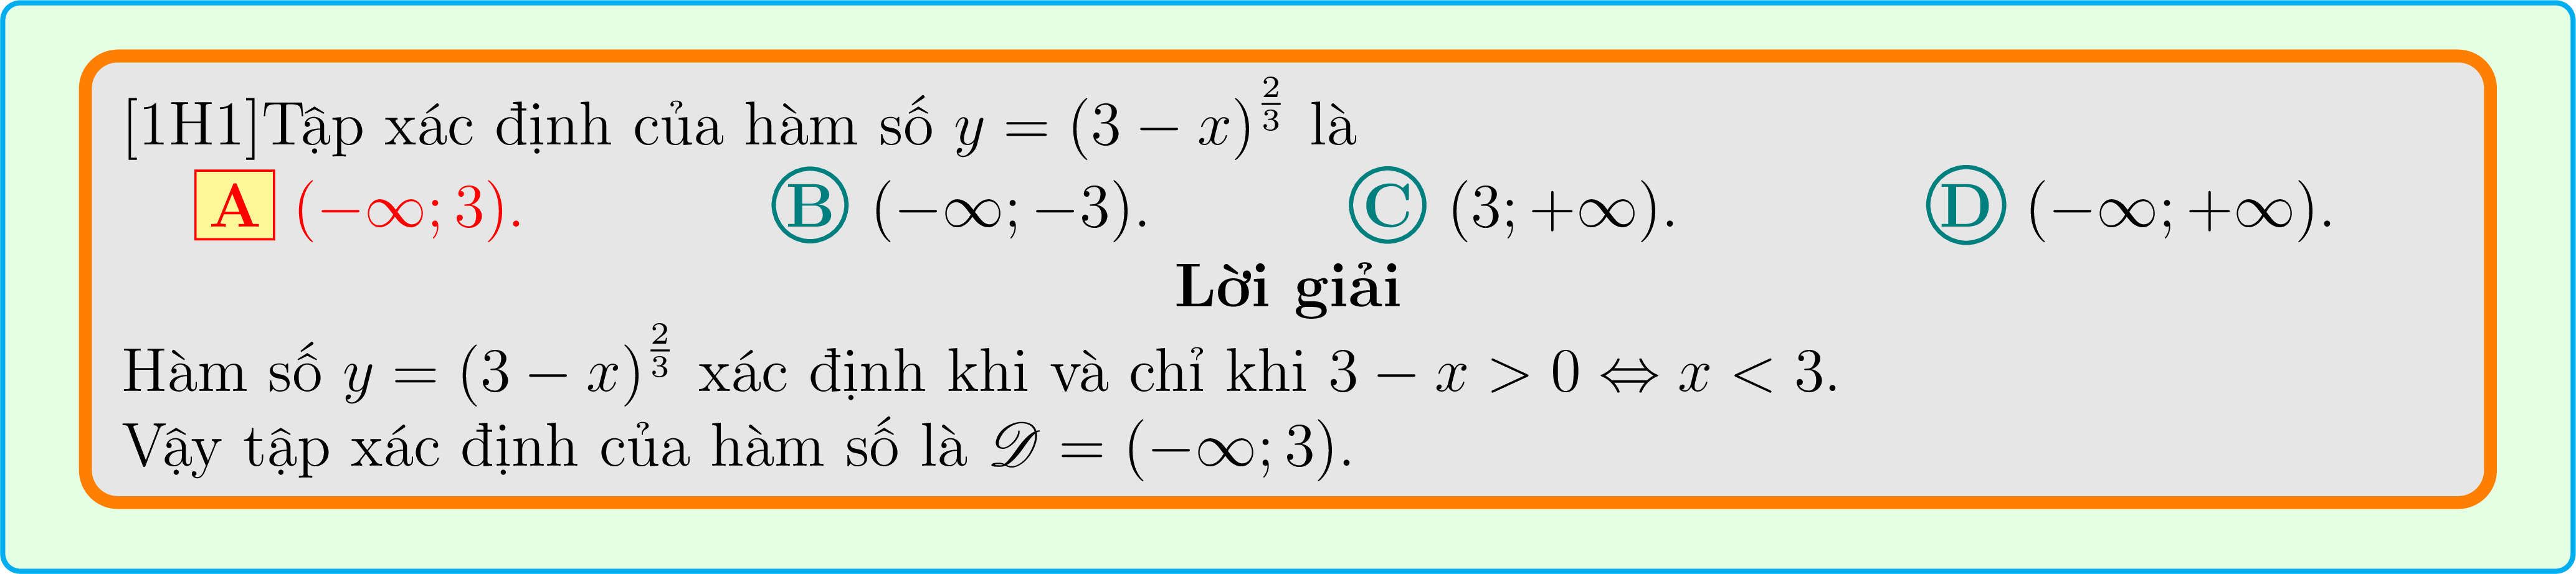 [1H1]Tập xác định của hàm số $y = (3 - x)^{\frac{2}{3}}$ là
A $(-\infty; 3)$. B $(-\infty; -3)$. C $(3; +\infty)$. D $(-\infty; +\infty)$.
Lời giải
Hàm số $y = (3 - x)^{\frac{2}{3}}$ xác định khi và chỉ khi $3 - x > 0 \Leftrightarrow x < 3$.
Vậy tập xác định của hàm số là $\mathscr{D} = (-\infty; 3)$.